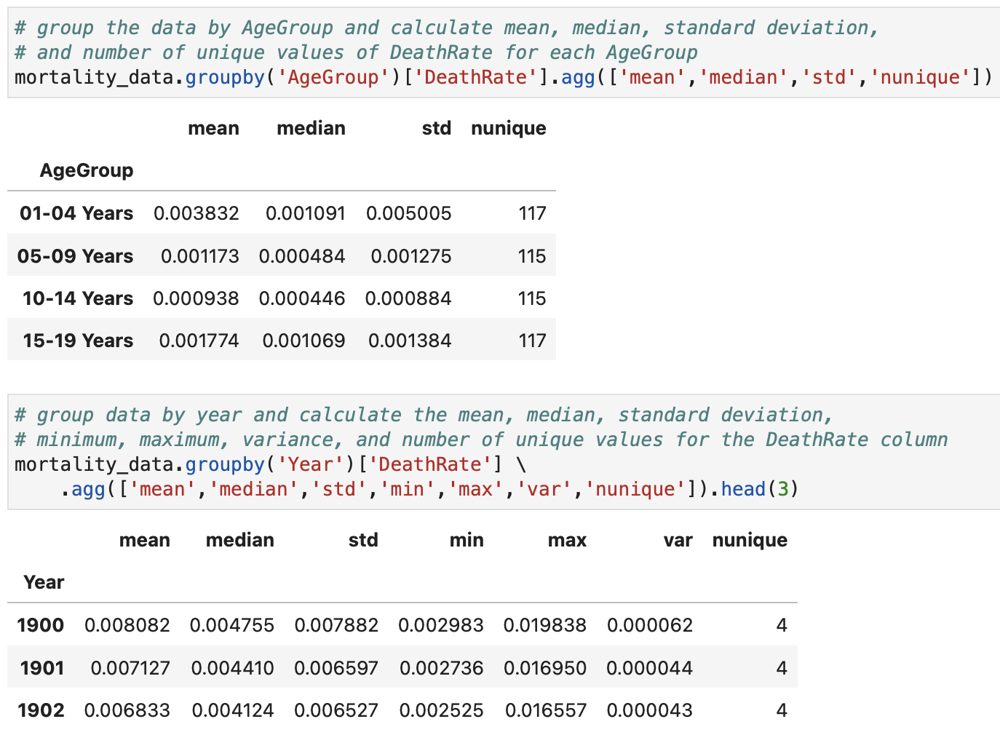 # group the data by AgeGroup and calculate mean, median, standard deviation,
# and number of unique values of DeathRate for each AgeGroup
mortality_data.groupby('AgeGroup')['DeathRate'].agg(['mean','median','std','nunique'])
mean median std nunique
AgeGroup
01-04 Years 0.003832 0.001091 0.005005 117
05-09 Years 0.001173 0.000484 0.001275 115
10-14 Years 0.000938 0.000446 0.000884 115
15-19 Years 0.001774 0.001069 0.001384 117
# group data by year and calculate the mean, median, standard deviation,
# minimum, maximum, variance, and number of unique values for the DeathRate column
mortality_data.groupby('Year')['DeathRate'] \
    .agg(['mean','median','std','min','max','var','nunique']).head(3)
mean median std min max var nunique
Year
1900 0.008082 0.004755 0.007882 0.002983 0.019838 0.000062 4
1901 0.007127 0.004410 0.006597 0.002736 0.016950 0.000044 4
1902 0.006833 0.004124 0.006527 0.002525 0.016557 0.000043 4